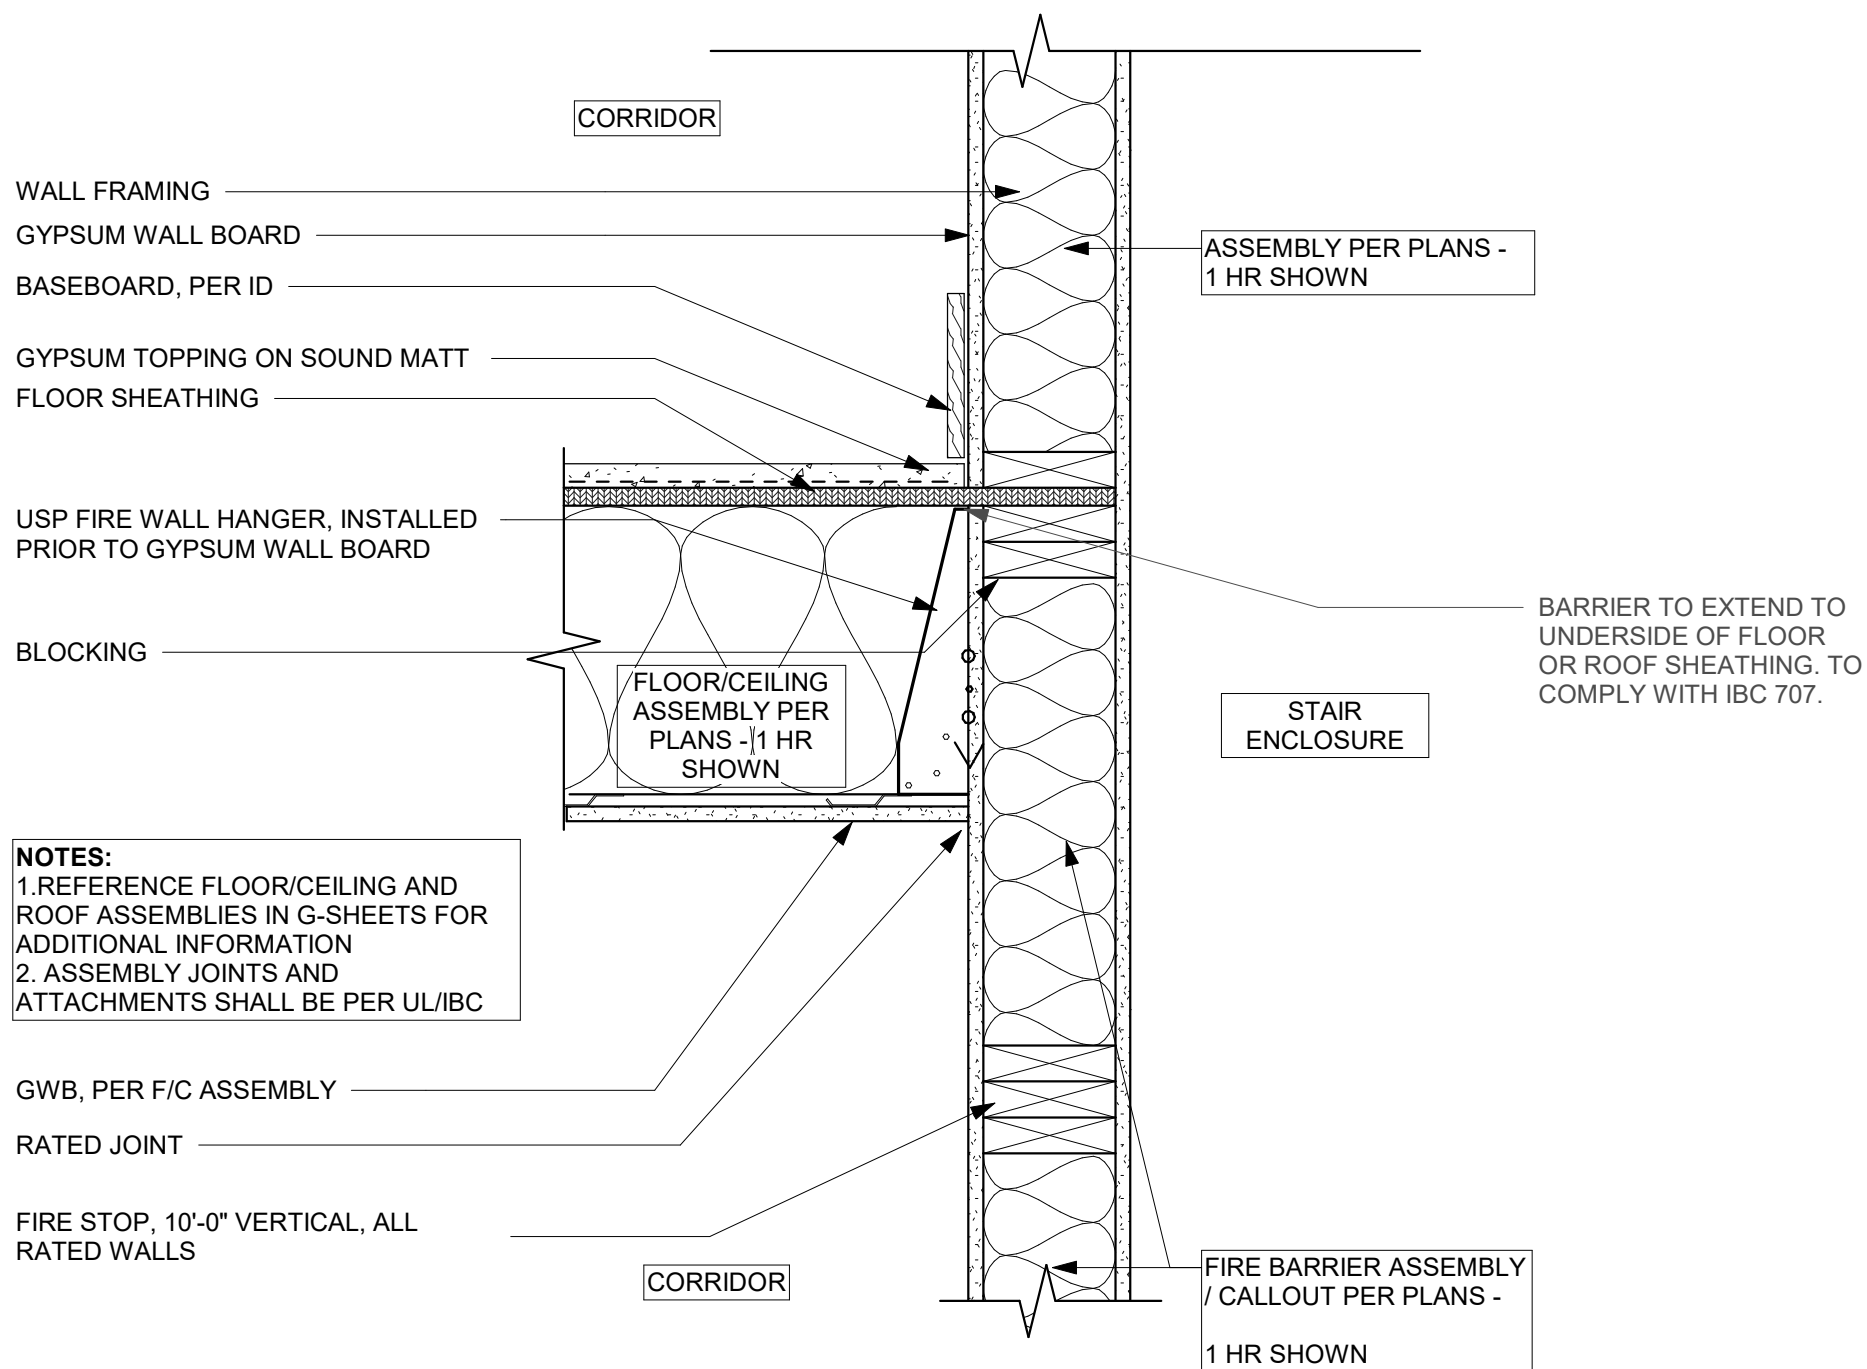 CORRIDOR
WALL FRAMING
GYPSUM WALL BOARD
BASEBOARD, PER ID
GYPSUM TOPPING ON SOUND MATT
FLOOR SHEATHING
USP FIRE WALL HANGER, INSTALLED
PRIOR TO GYPSUM WALL BOARD
BLOCKING
ASSEMBLY PER PLANS -
1 HR SHOWN
FLOOR/CEILING
ASSEMBLY PER
PLANS - 1 HR
SHOWN
BARRIER TO EXTEND TO
UNDERSIDE OF FLOOR
OR ROOF SHEATHING. TO
COMPLY WITH IBC 707.
STAIR
ENCLOSURE
NOTES:
1.REFERENCE FLOOR/CEILING AND
ROOF ASSEMBLIES IN G-SHEETS FOR
ADDITIONAL INFORMATION
2. ASSEMBLY JOINTS AND
ATTACHMENTS SHALL BE PER UL/IBC
GWB, PER F/C ASSEMBLY
RATED JOINT
FIRE STOP, 10'-0" VERTICAL, ALL
RATED WALLS
CORRIDOR
FIRE BARRIER ASSEMBLY
/ CALLOUT PER PLANS -
1 HR SHOWN